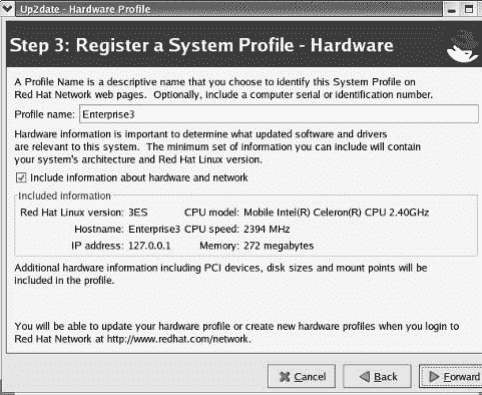 Up2date - Hardware Profile
Step 3: Register a System Profile - Hardware
A Profile Name is a descriptive name that you choose to identify this System Profile on
Red Hat Network web pages. Optionally, include a computer serial or identification number.
Profile name: Enterprise3
Hardware information is important to determine what updated software and drivers
are relevant to this system. The minimum set of information you can include will contain
your system's architecture and Red Hat Linux version.
Include information about hardware and network
Included information
Red Hat Linux version: 3ES CPU model: Mobile Intel(R) Celeron(R) CPU 2.40GHz
Hostname: Enterprise3 CPU speed: 2394 MHz
IP address: 127.0.0.1 Memory: 272 megabytes
Additional hardware information including PCI devices, disk sizes and mount points will be
included in the profile.
You will be able to update your hardware profile or create new hardware profiles when you login to
Red Hat Network at http://www.redhat.com/network.
Cancel Back Forward